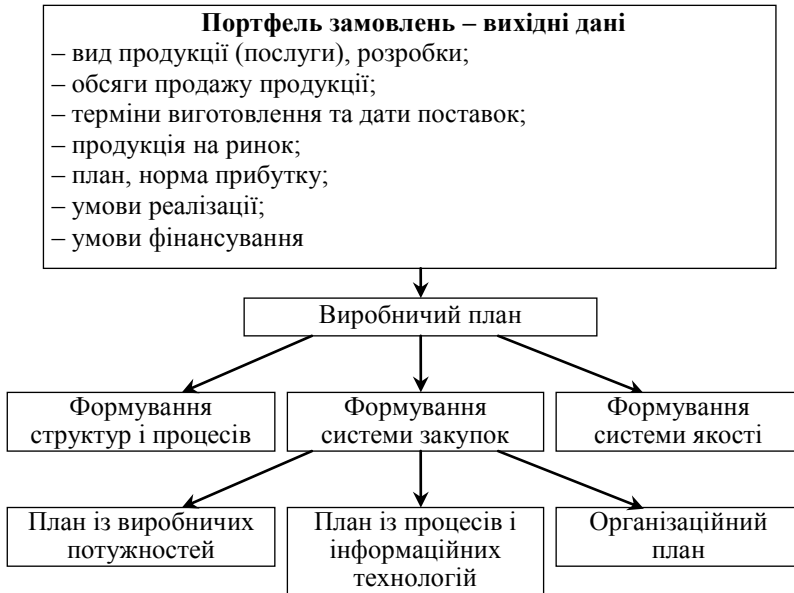 Портфель замовлень – вихідні дані
– вид продукції (послуги), розробки;
– обсяги продажу продукції;
– терміни виготовлення та дати поставок;
– продукція на ринок;
– план, норма прибутку;
– умови реалізації;
– умови фінансування
Виробничий план
Формування
структур і процесів
Формування
системи закупок
Формування
системи якості
План із виробничих
потужностей
План із процесів і
інформаційних
технологій
Організаційний
план